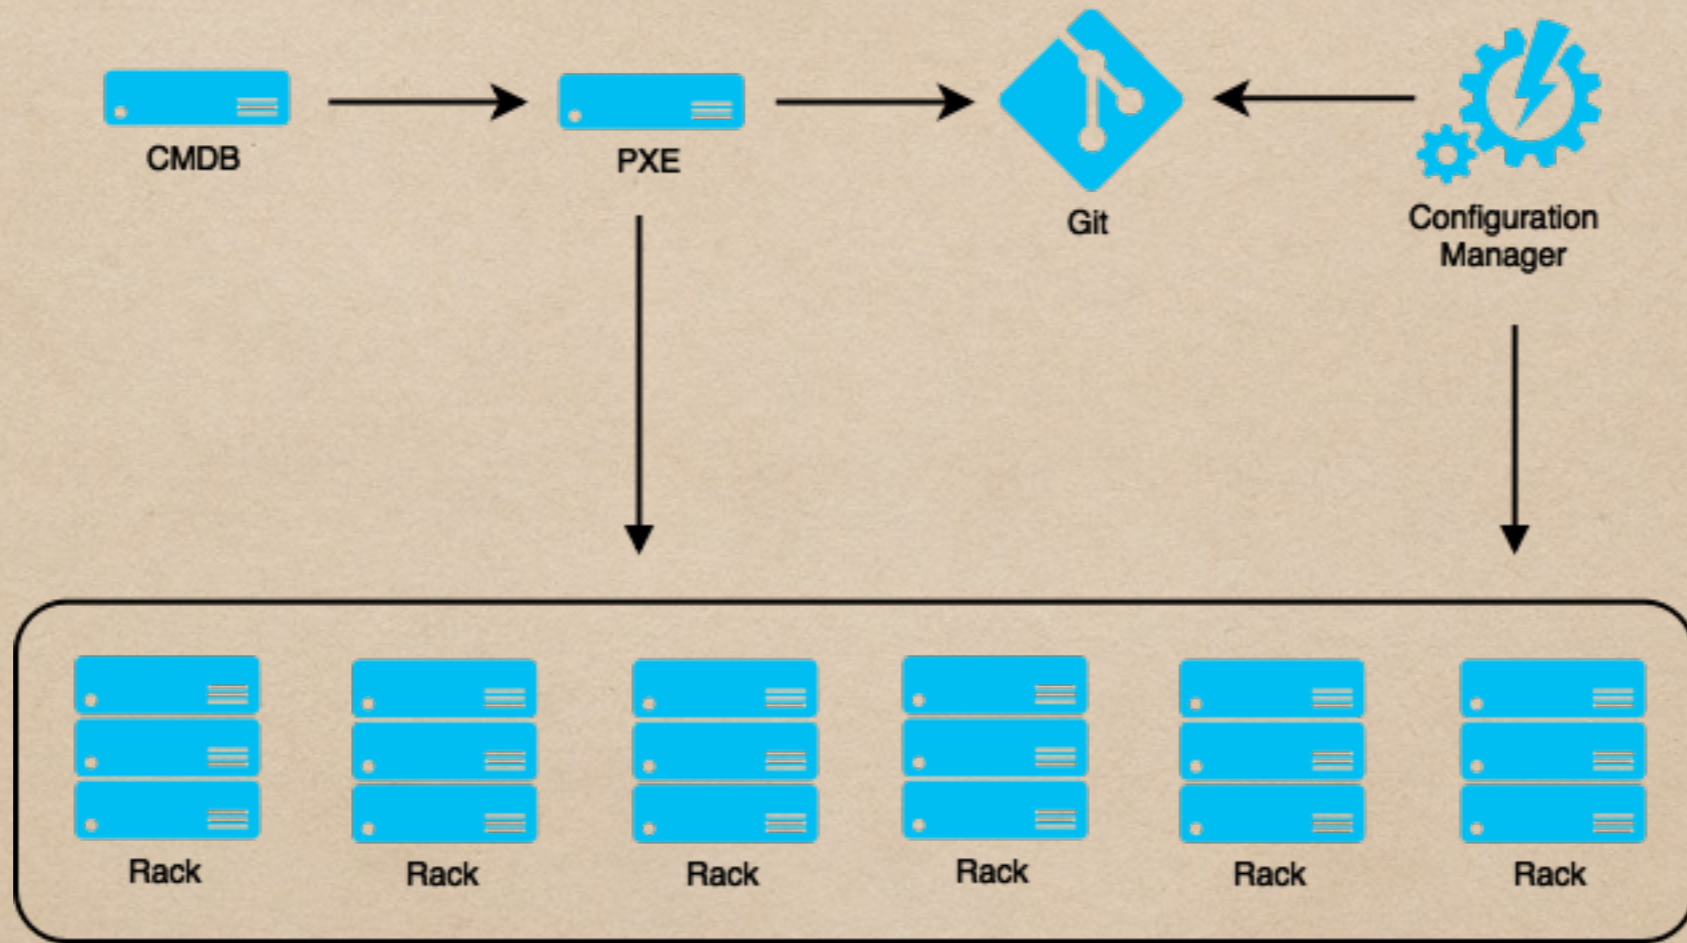 CMDB
PXE
Git
Configuration
Manager
Rack
Rack
Rack
Rack
Rack
Rack